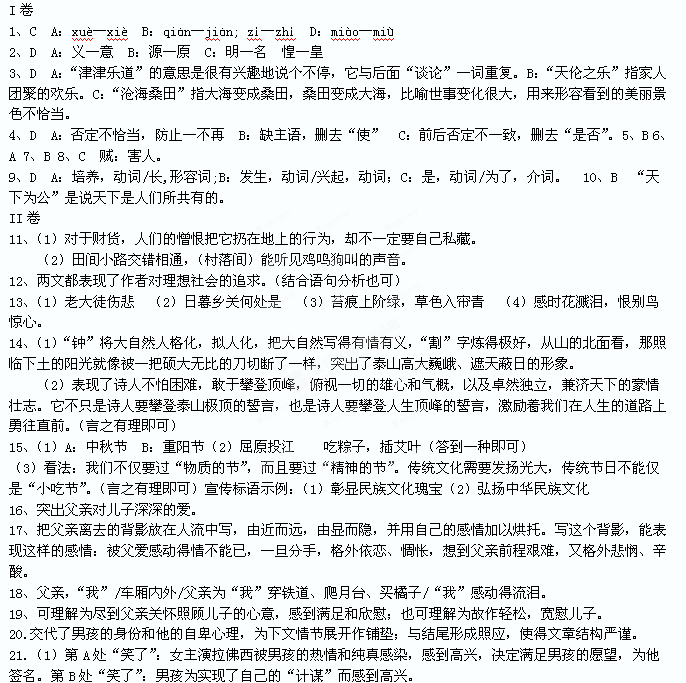 I卷
1、C  A：xuè一xiè  B：qián一jiàn; zi一zhi  D：miào一miù
2、D  A：义一意  B：源一原  C：明一名  惶一皇
3、D  A：“津津乐道”的意思是很有兴趣地说个不停，它与后面“谈论”一词重复。B：“天伦之乐”指家人
团聚的欢乐。C：“沧海桑田”指大海变成桑田，桑田变成大海，比喻世事变化很大，用来形容看到的美丽景
色不恰当。
4、D  A：否定不恰当，防止一不再  B：缺主语，删去“使”  C：前后否定不一致，删去“是否”。5、B 6、
A 7、B 8、C  贼：害人。
9、D  A：培养，动词/长,形容词;B：发生，动词/兴起，动词；C：是，动词/为了，介词。  10、B  “天
下为公”是说天下是人们所共有的。
II卷
11、（1）对于财货，人们的憎恨把它扔在地上的行为，却不一定要自己私藏。
（2）田间小路交错相通，（村落间）能听见鸡鸣狗叫的声音。
12、两文都表现了作者对理想社会的追求。（结合语句分析也可）
13、（1）老大徒伤悲  （2）日暮乡关何处是  （3）苔痕上阶绿，草色入帘青  （4）感时花溅泪，恨别鸟
惊心。
14、（1）“钟”将大自然人格化，拟人化，把大自然写得有情有义，“割”字炼得极好，从山的北面看，那照
临下土的阳光就像被一把硕大无比的刀切断了一样，突出了泰山高大巍峨、遮天蔽日的形象。
（2）表现了诗人不怕困难，敢于攀登顶峰，俯视一切的雄心和气概，以及卓然独立，兼济天下的豪情
壮志。它不只是诗人要攀登泰山极顶的誓言，也是诗人要攀登人生顶峰的誓言，激励着我们在人生的道路上
勇往直前。（言之有理即可）
15、（1）A：中秋节  B：重阳节（2）屈原投江    吃粽子，插艾叶（答到一种即可）
（3）看法：我们不仅要过“物质的节”，而且要过“精神的节”。传统文化需要发扬光大，传统节日不能仅
是“小吃节”。（言之有理即可）宣传标语示例：（1）彰显民族文化瑰宝（2）弘扬中华民族文化
16、突出父亲对儿子深深的爱。
17、把父亲离去的背影放在人流中写，由近而远，由显而隐，并用自己的感情加以烘托。写这个背影，能表
现这样的感情：被父爱感动得情不能已，一旦分手，格外依恋、惆怅，想到父亲前程艰难，又格外悲悯、辛
酸。
18、父亲，“我”/车厢内外/父亲为“我”穿铁道、爬月台、买橘子/“我”感动得流泪。
19、可理解为尽到父亲关怀照顾儿子的心意，感到满足和欣慰；也可理解为故作轻松，宽慰儿子。
20.交代了男孩的身份和他的自卑心理，为下文情节展开作铺垫；与结尾形成照应，使得文章结构严谨。
21.（1）第A处“笑了”：女主演拉佛西被男孩的热情和纯真感染，感到高兴，决定满足男孩的愿望，为他
签名。第B处“笑了”：男孩为实现了自己的“计谋”而感到高兴。